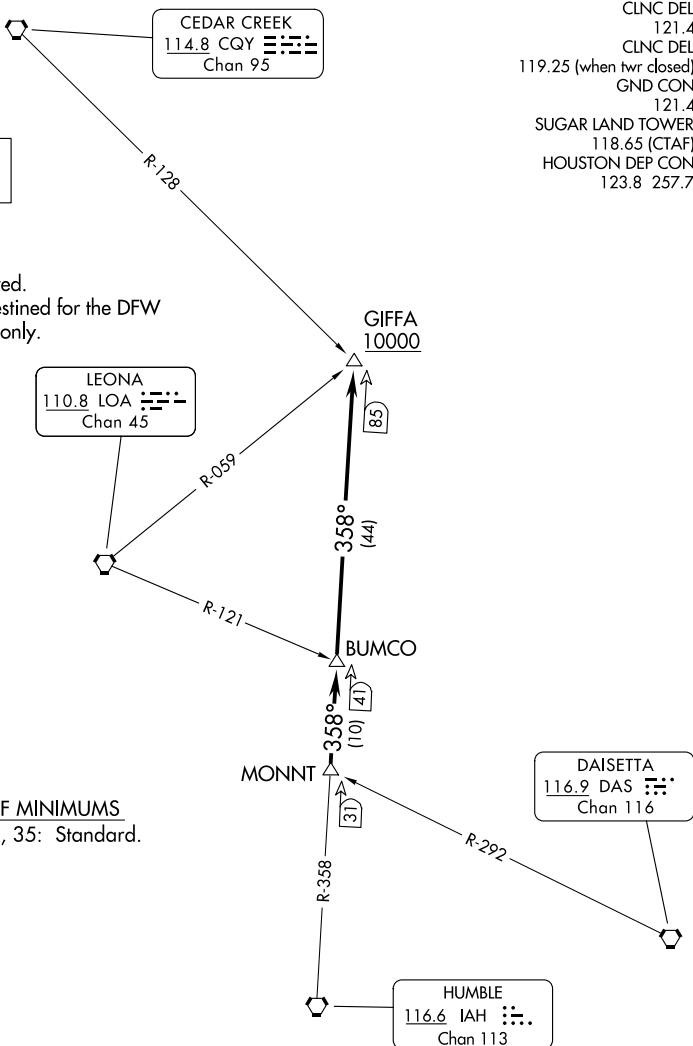 CEDAR CREEK
114.8 CQY
Chan 95
CLNC DEL
121.4
CLNC DEL
119.25 (when twr closed)
GND CON
121.4
SUGAR LAND TOWER
118.65 (CTAF)
HOUSTON DEP CON
123.8 257.7
R-128
ed.
estined for the DFW
only.
GIFFA
10000
LEONA
110.8 LOA
Chan 45
85
R-059
358°
(44)
R-121
BUMCO
41
358°
(10)
MONNT
31
DAISETTA
116.9 DAS
Chan 116
F MINIMUMS
, 35: Standard.
R-292
R-358
HUMBLE
116.6 IAH
Chan 113